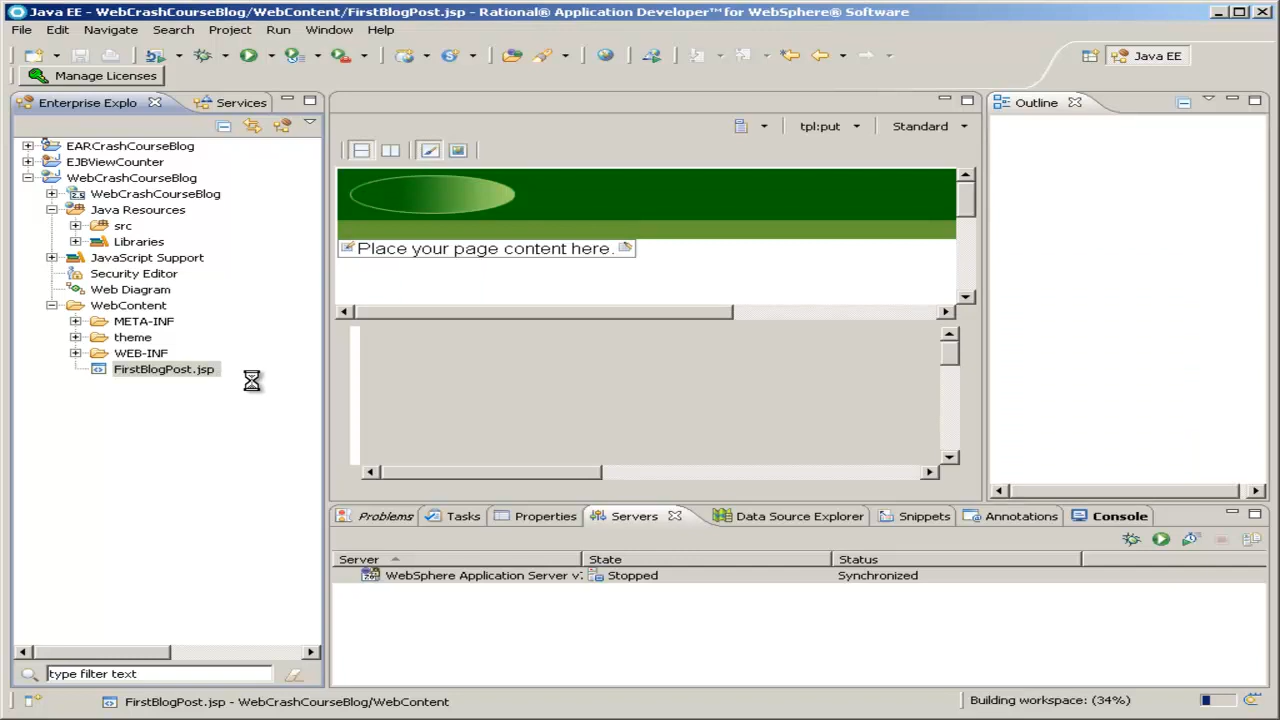 Java EE - WebCrashCourseBlog/WebContent/FirstBlogPost.jsp - Rational® Application Developer™ for WebSphere® Software
File Edit Navigate Search Project Run Window Help
Java EE
Manage Licenses
Enterprise Explo Services
Outline
tpl:put Standard
EARCrashCourseBlog
EJBViewCounter
WebCrashCourseBlog
WebCrashCourseBlog
Java Resources
src
Libraries
JavaScript Support
Security Editor
Web Diagram
WebContent
META-INF
theme
WEB-INF
FirstBlogPost.jsp
Place your page content here.
Problems Tasks Properties Servers Data Source Explorer Snippets Annotations Console
Server State Status
WebSphere Application Server v: Stopped Synchronized
type filter text
FirstBlogPost.jsp - WebCrashCourseBlog/WebContent
Building workspace: (34%)